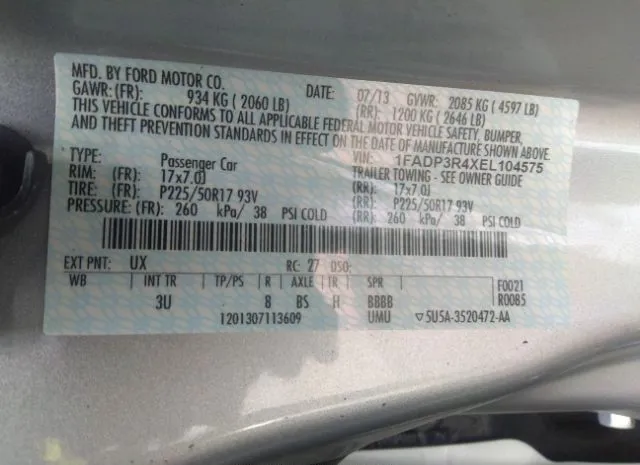 MFD. BY FORD MOTOR CO.
DATE: 07/13 GVWR: 2085 KG ( 4597 LB)
GAWR: (FR): 934 KG ( 2060 LB) (RR): 1200 KG ( 2646 LB)
THIS VEHICLE CONFORMS TO ALL APPLICABLE FEDERAL MOTOR VEHICLE SAFETY, BUMPER,
AND THEFT PREVENTION STANDARDS IN EFFECT ON THE DATE OF MANUFACTURE SHOWN ABOVE.
VIN: 1FADP3R4XEL104575
TYPE: Passenger Car TRAILER TOWING - SEE OWNER GUIDE
RIM: (FR): 17x7.0J (RR): 17x7.0J
TIRE: (FR): P225/50R17 93V (RR): P225/50R17 93V
PRESSURE: (FR): 260 kPa/ 38 PSI COLD (RR): 260 kPa/ 38 PSI COLD
EXT PNT: UX RC: 27 DSO:
WB INT TR TP/PS R AXLE TR SPR F0021
3U 8 BS H BBBB R0085
1201307113609 UMU ▽5U5A-3520472-AA